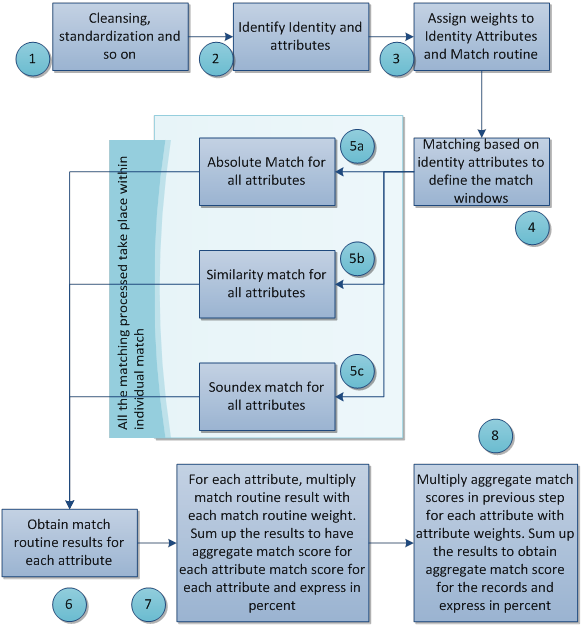 Cleansing,
standardization and
so on
1
Identify Identity and
attributes
2
Assign weights to
Identity Attributes
and Match routine
3
Matching based on
identity attributes to
define the match
windows
4
All the matching processed take place within
individual match
Absolute Match for
all attributes
5a
Similarity match for
all attributes
5b
Soundex match for
all attributes
5c
Obtain match
routine results for
each attribute
6
For each attribute, multiply
match routine result with
each match routine weight.
Sum up the results to have
aggregate match score for
each attribute match score for
each attribute and express in
percent
7
8
Multiply aggregate match
scores in previous step
for each attribute with
attribute weights. Sum up
the results to obtain
aggregate match score
for the records and
express in percent